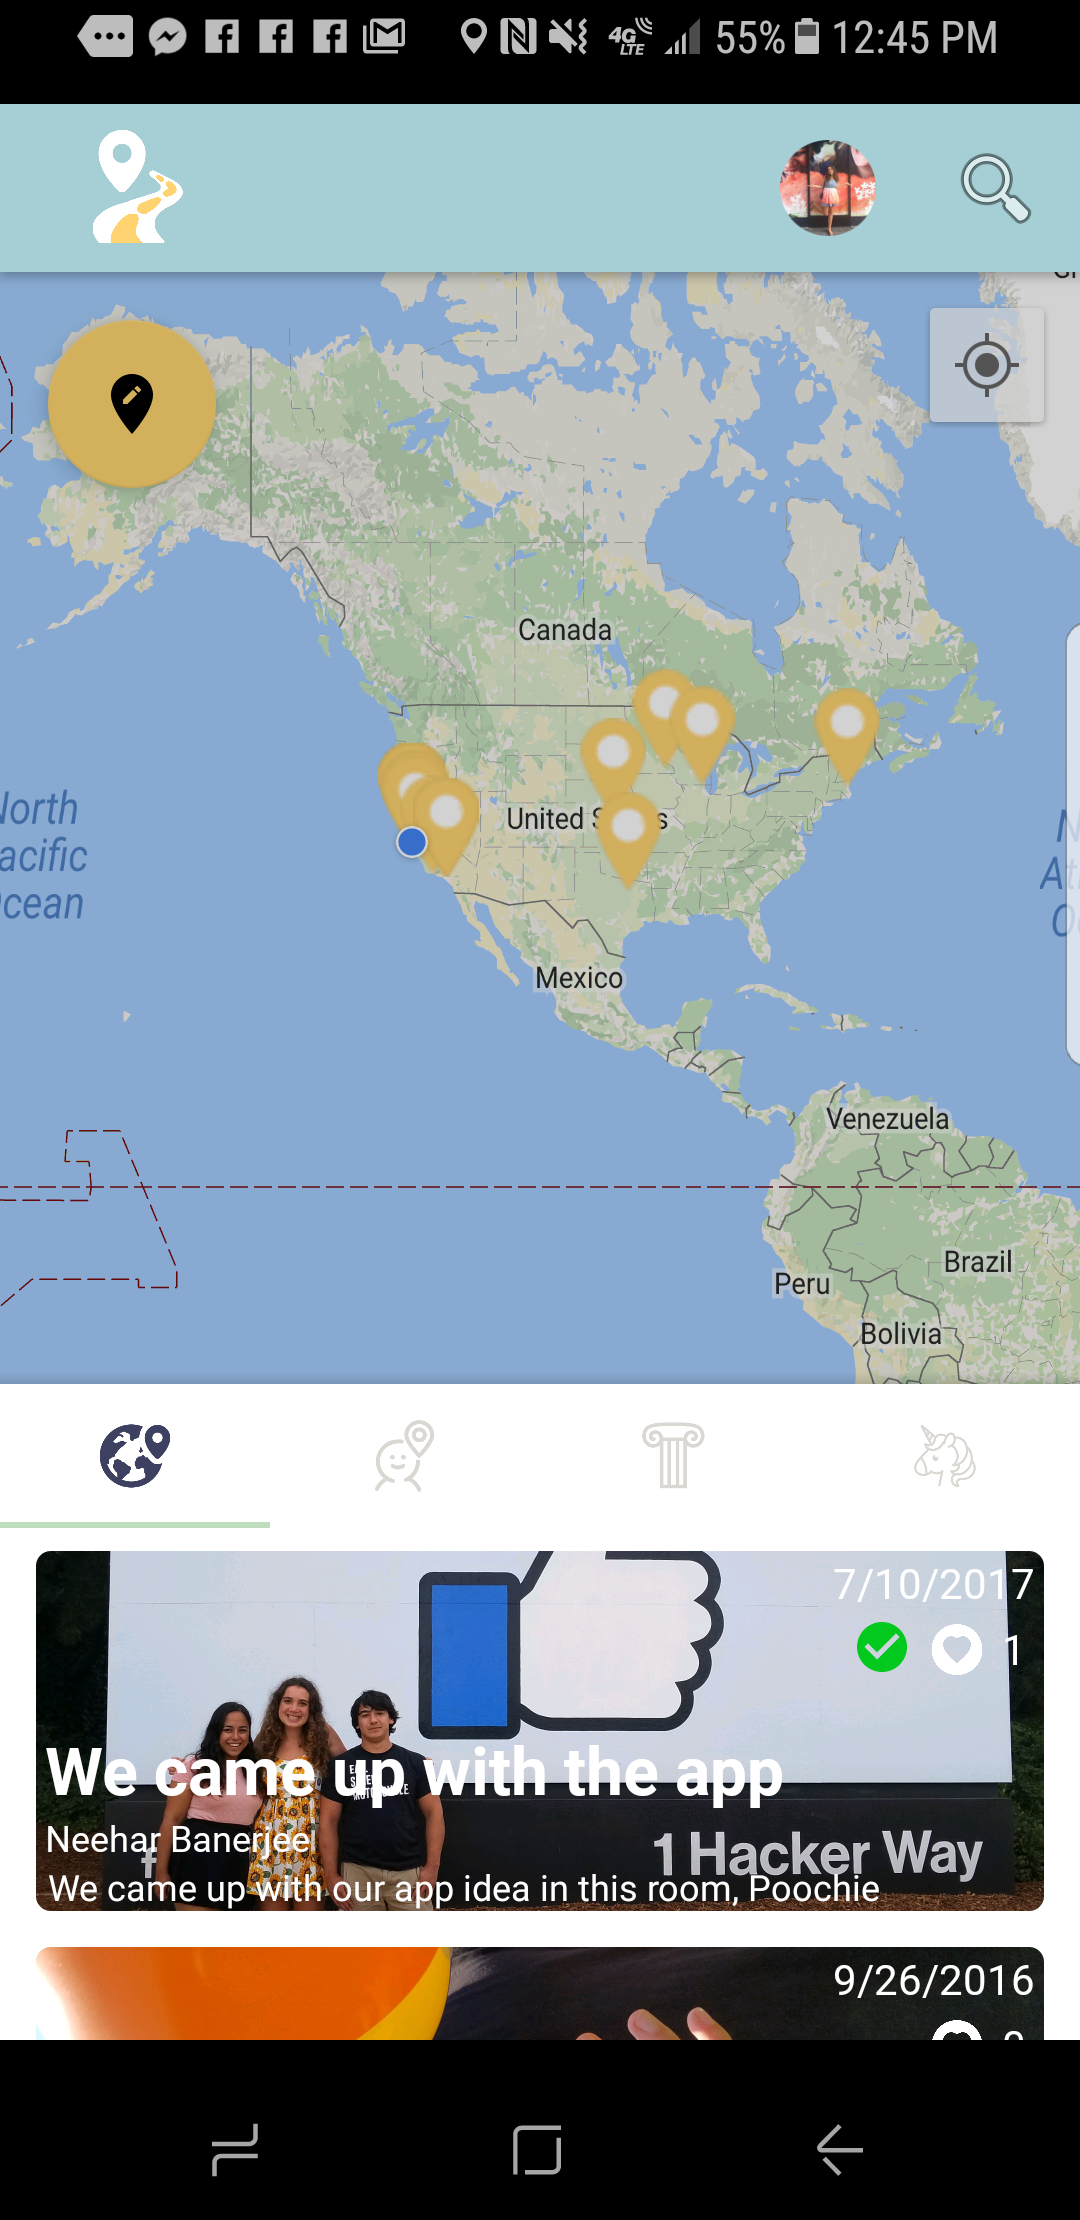 55% 12:45 PM
4G
LTE
Canada
United S s
North
acific
cean
N
At
O
Mexico
Venezuela
Brazil
Peru
Bolivia
7/10/2017
1
We came up with the app
Neehar Banerjee
1 Hacker Way
We came up with our app idea in this room, Poochie
9/26/2016